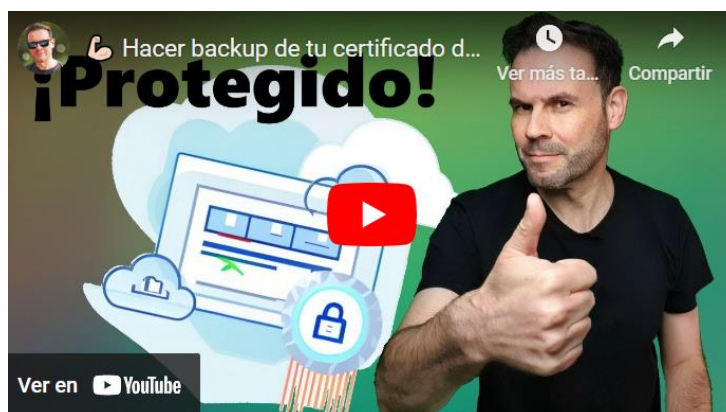 💪🏻 Hacer backup de tu certificado d...
Ver más ta...
Compartir
¡Protegido!
Ver en YouTube